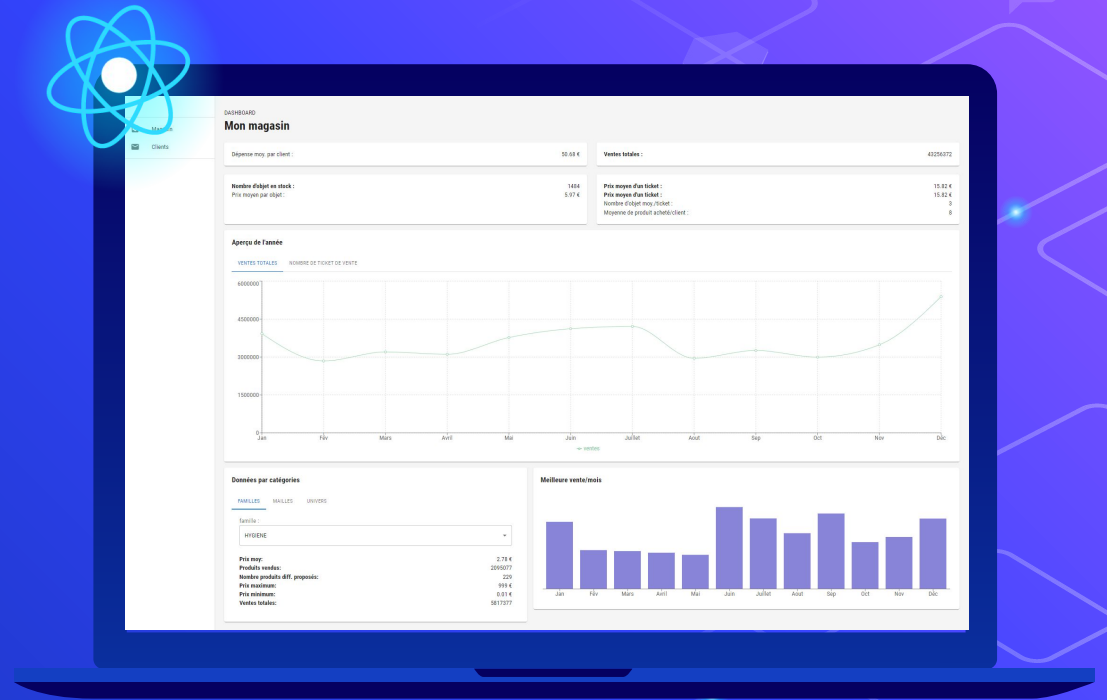 Magasin
Clients
DASHBOARD
Mon magasin
Dépense moy. par client : 50.68 €
Ventes totales : 43256372
Nombre d'objet en stock : 1484
Prix moyen par objet : 5.97 €
Prix moyen d'un ticket : 15.82 €
Prix moyen d'un ticket : 15.82 €
Nombre d'objet moy./ticket : 3
Moyenne de produit acheté/client : 8
Aperçu de l'année
VENTES TOTALES NOMBRE DE TICKET DE VENTE
6000000
4500000
3000000
1500000
0
Jan Fév Mars Avril Mai Juin Juillet Aout Sep Oct Nov Déc
ventes
Données par catégories
FAMILLES MAILLES UNIVERS
famille :
HYGIENE
Prix moy: 2.78 €
Produits vendus: 2095077
Nombre produits diff. proposés: 229
Prix maximum: 999 €
Prix minimum: 0.01 €
Ventes totales: 5817377
Meilleure vente/mois
Jan Fév Mars Avril Mai Juin Juillet Aout Sep Oct Nov Déc